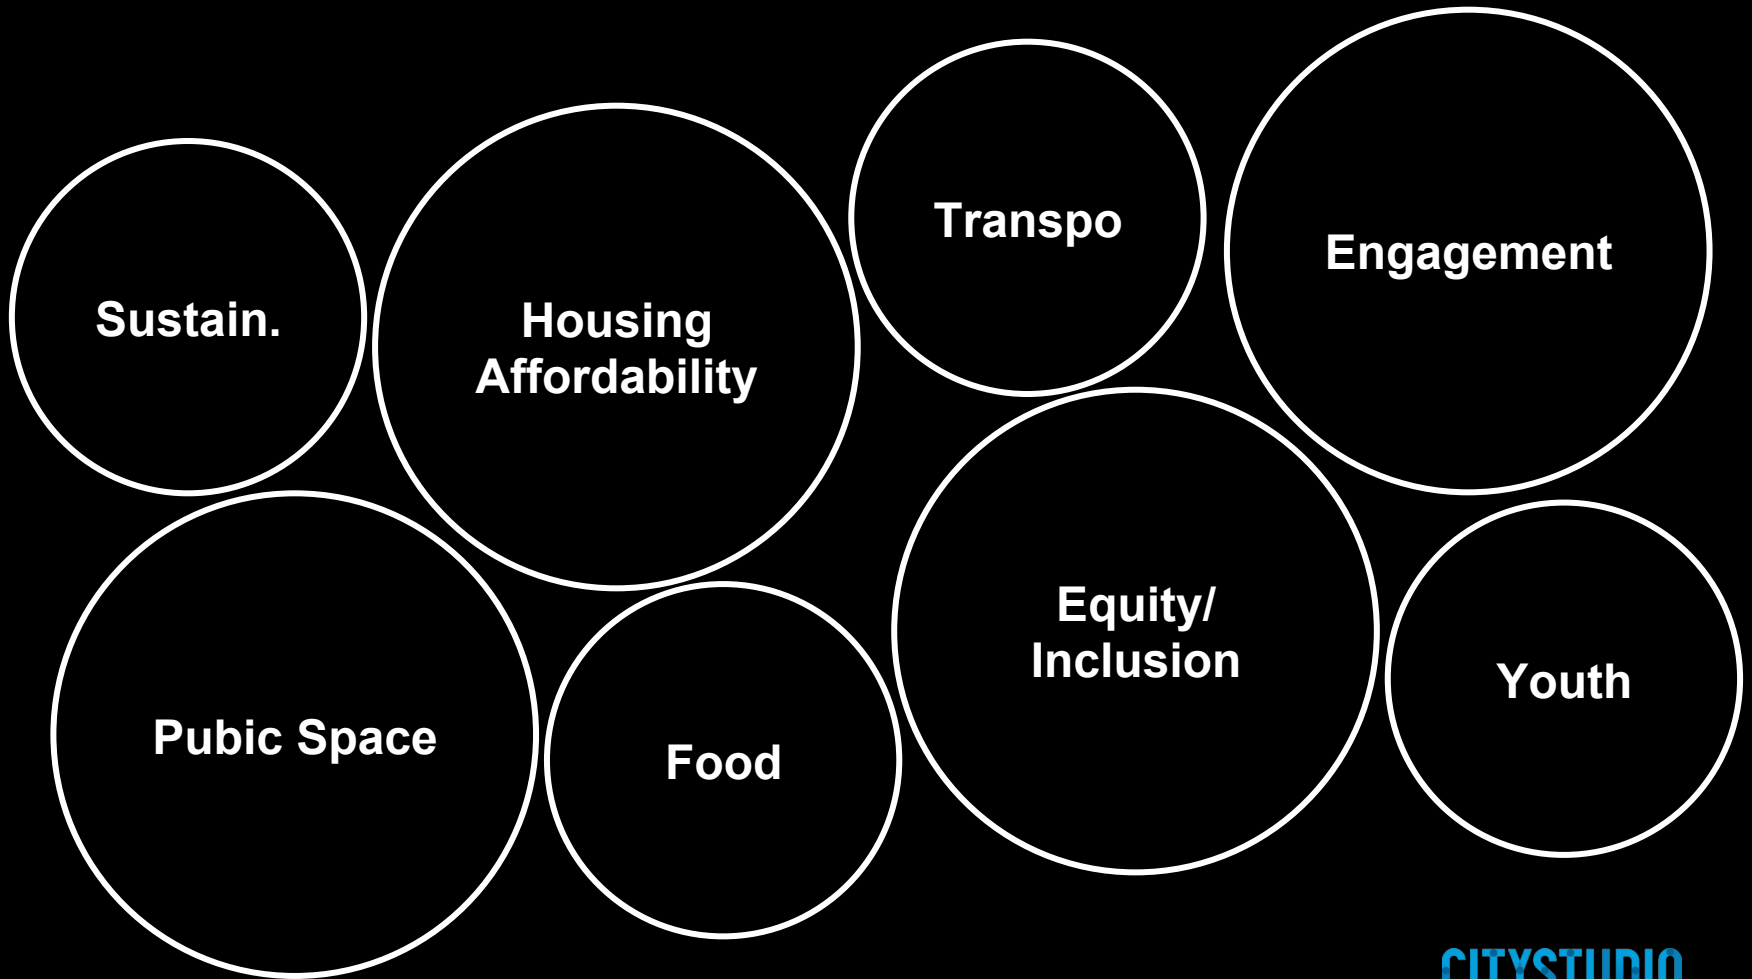 Sustain.
Housing
Affordability
Transpo
Engagement
Pubic Space
Food
Equity/
Inclusion
Youth
CITYSTUDIO